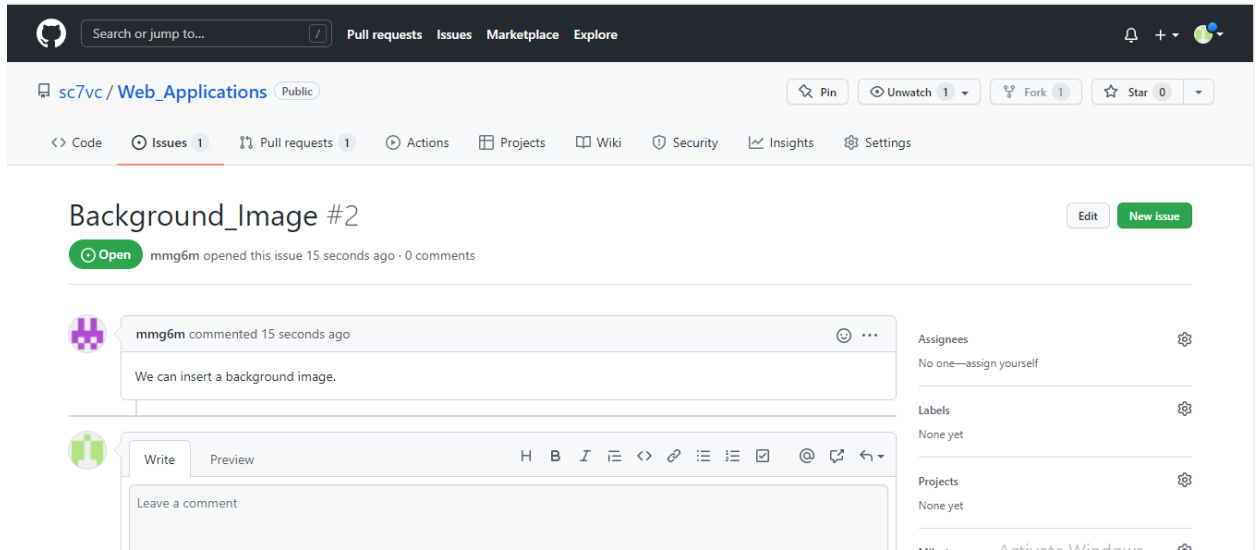 Search or jump to... / Pull requests Issues Marketplace Explore
sc7vc / Web_Applications Public Pin Unwatch 1 Fork 1 Star 0
Code Issues 1 Pull requests 1 Actions Projects Wiki Security Insights Settings
Background_Image #2 Edit New issue
Open mmg6m opened this issue 15 seconds ago · 0 comments
mmg6m commented 15 seconds ago
We can insert a background image.
Write Preview H B I @
Leave a comment
Assignees
No one—assign yourself
Labels
None yet
Projects
None yet
Activate Windows